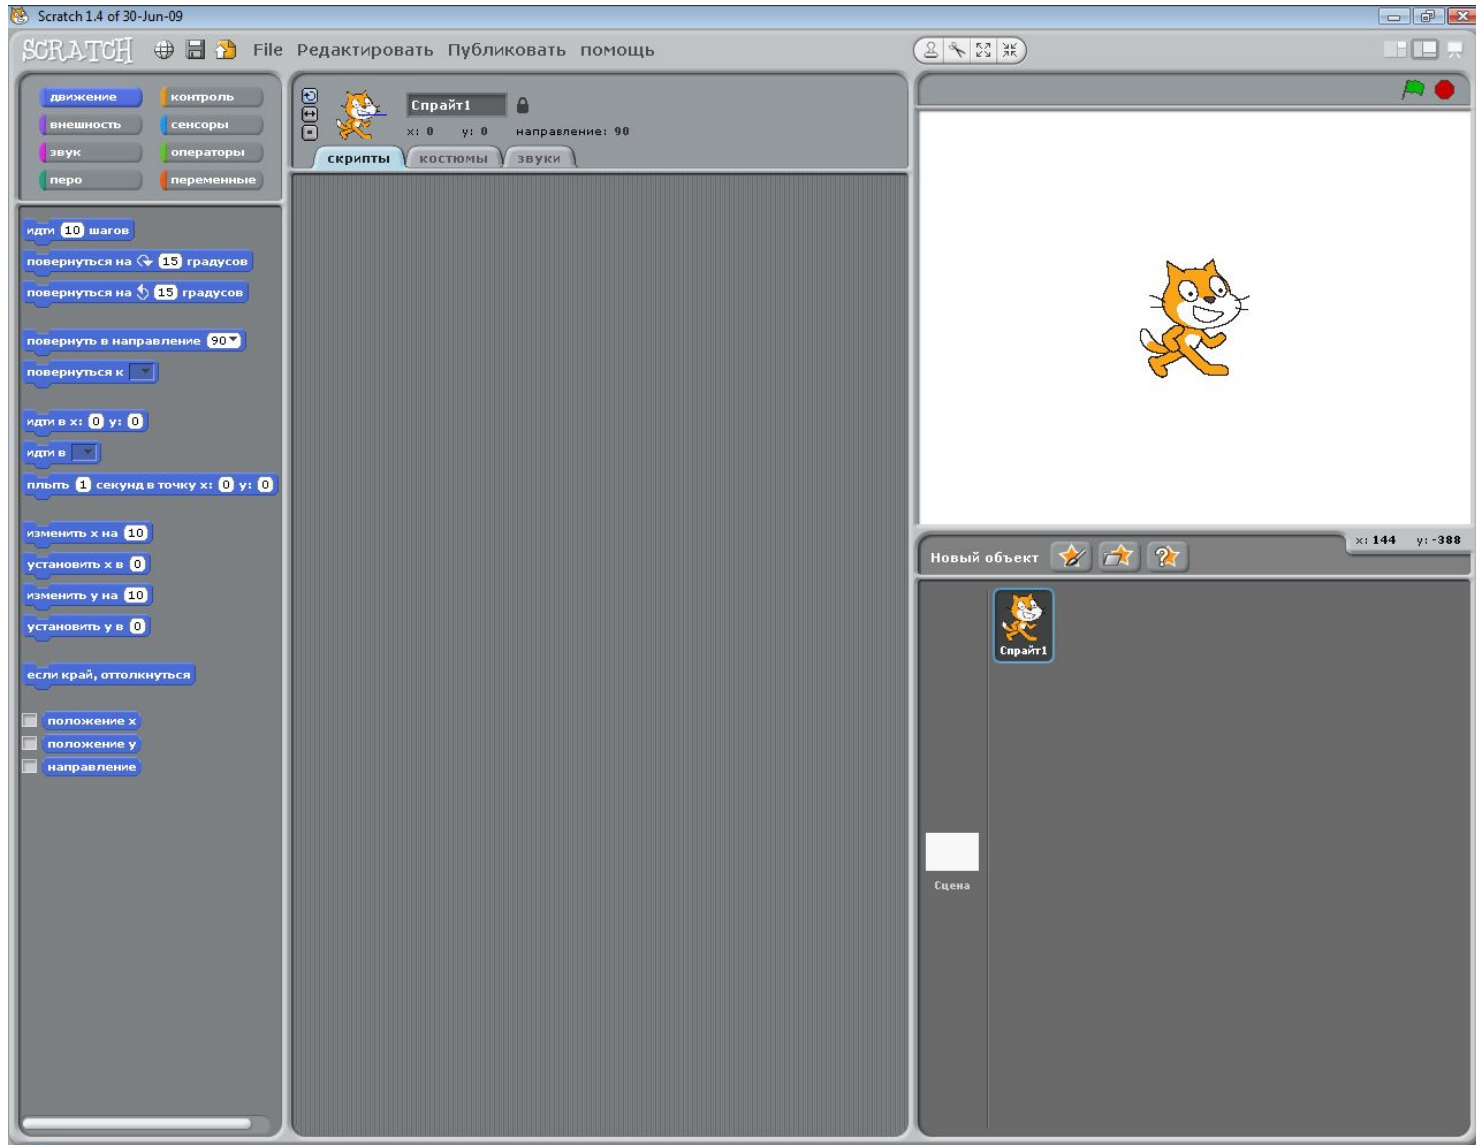 Scratch 1.4 of 30-Jun-09
SCRATCH File Редактировать Публиковать помощь
движение контроль
внешность сенсоры
звук операторы
перо переменные
Спрайт1
x: 0 y: 0 направление: 90
скрипты костюмы звуки
идти 10 шагов
повернуться на 15 градусов
повернуться на 15 градусов
повернуть в направление 90
повернуться к
идти в x: 0 y: 0
идти в
плыть 1 секунд в точку x: 0 y: 0
изменить х на 10
установить х в 0
изменить у на 10
установить у в 0
если край, оттолкнуться
положение х
положение у
направление
x: 144 y: -388
Новый объект
Спрайт1
Сцена